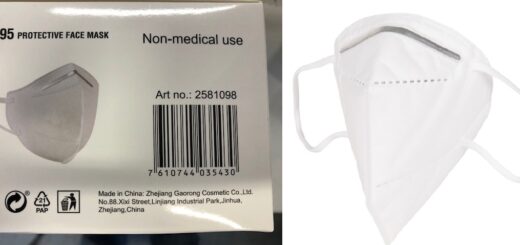 95 PROTECTIVE FACE MASK
Non-medical use
Art no.: 2581098
7 610744 035430
21
PAP
Made in China: Zhejiang Gaorong Cosmetic Co.,Ltd.
No.88.Xixi Street,Linjiang Industrial Park,Jinhua,
Zhejiang,China